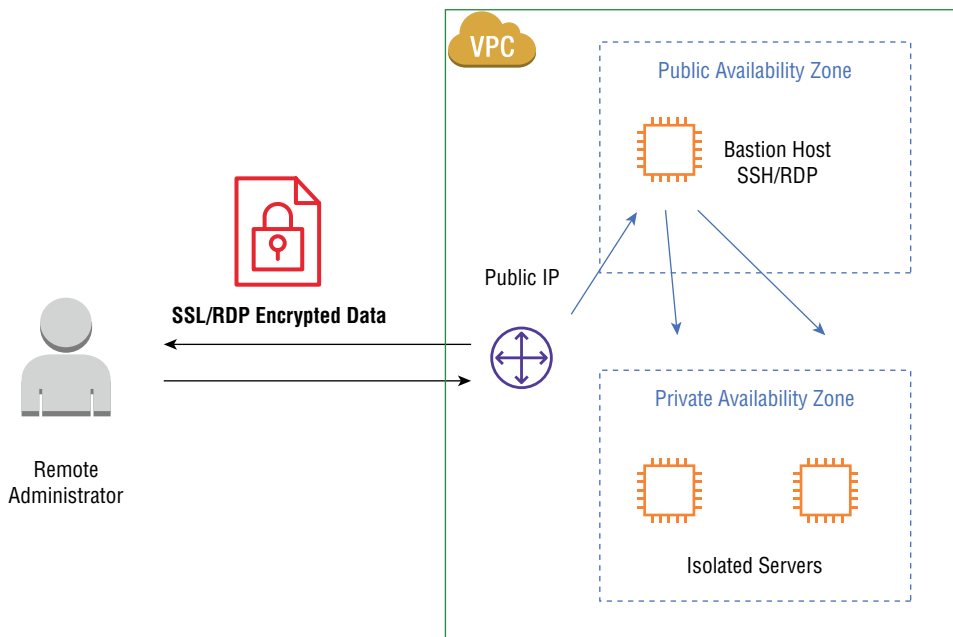 VPC
Public Availability Zone
Bastion Host
SSH/RDP
Public IP
SSL/RDP Encrypted Data
Private Availability Zone
Remote
Administrator
Isolated Servers